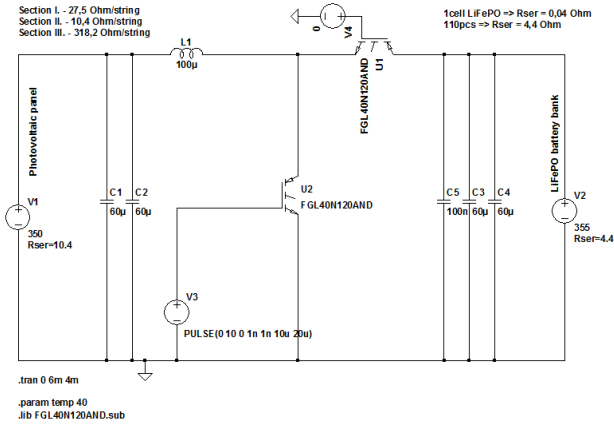 Section I. - 27,5 Ohm/string
Section II. - 10,4 Ohm/string
Section III. - 318,2 Ohm/string
1cell LiFePO => Rser = 0,04 Ohm
110pcs => Rser = 4,4 Ohm
V4
0
L1
100µ
U1
FGL40N120AND
Photovoltaic panel
LiFePO battery bank
V1
350
Rser=10.4
C1
60µ
C2
60µ
U2
FGL40N120AND
C5
100n
C3
60µ
C4
60µ
V2
355
Rser=4.4
V3
PULSE(0 10 0 1n 1n 10u 20u)
.tran 0 6m 4m
.param temp 40
.lib FGL40N120AND.sub